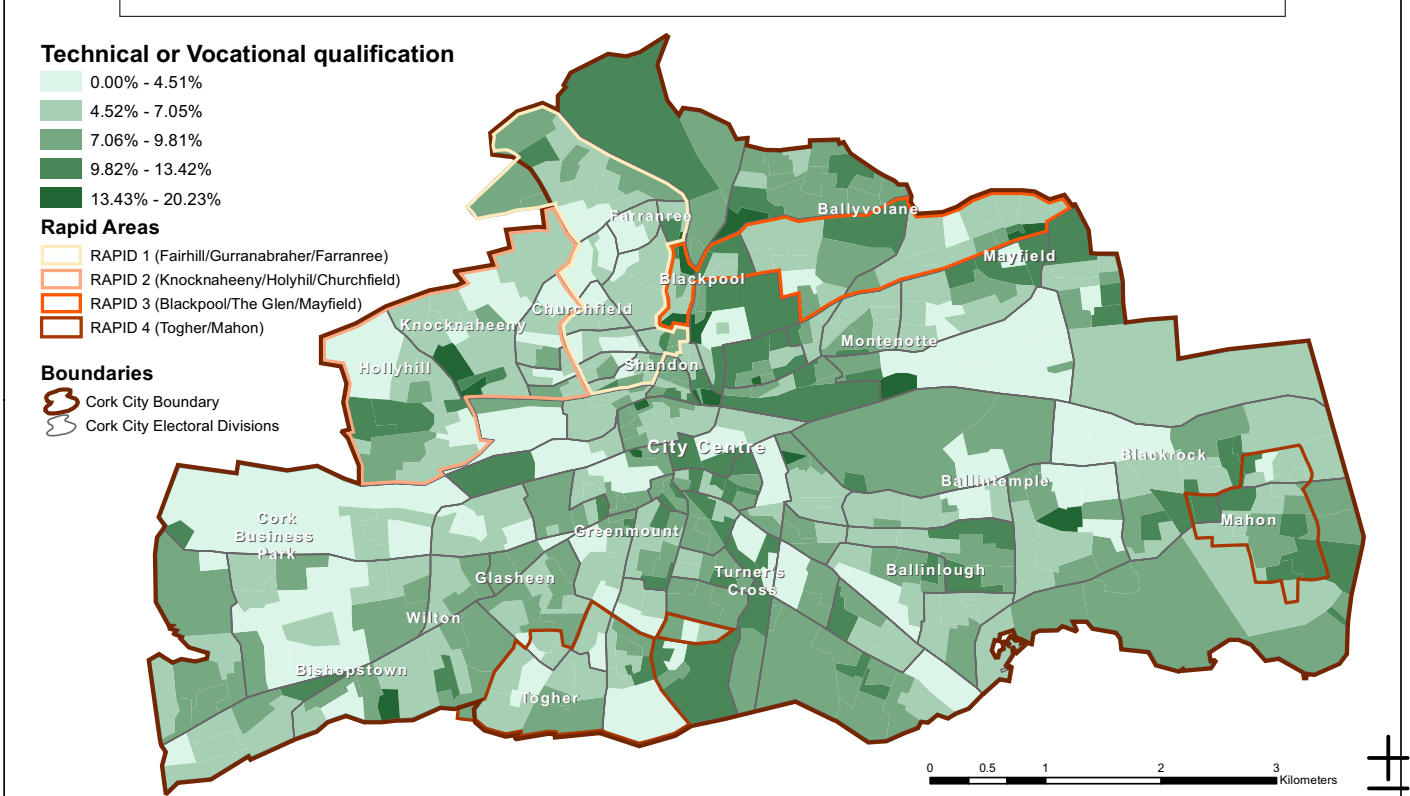 Technical or Vocational qualification
0.00% - 4.51%
4.52% - 7.05%
7.06% - 9.81%
9.82% - 13.42%
13.43% - 20.23%
Rapid Areas
RAPID 1 (Fairhill/Gurranabraher/Farranree)
RAPID 2 (Knocknaheeny/Holyhil/Churchfield)
RAPID 3 (Blackpool/The Glen/Mayfield)
RAPID 4 (Togher/Mahon)
Boundaries
Cork City Boundary
Cork City Electoral Divisions
Farranree
Ballyvolane
Mayfield
Blackpool
Churchfield
Knocknaheeny
Montenotte
Hollyhill
Shandon
City Centre
Blackrock
Ballintemple
Cork
Business
Park
Mahon
Greenmount
Glasheen
Turner's
Cross
Ballinlough
Wilton
Bishopstown
Togher
0 0.5 1 2 3
Kilometers